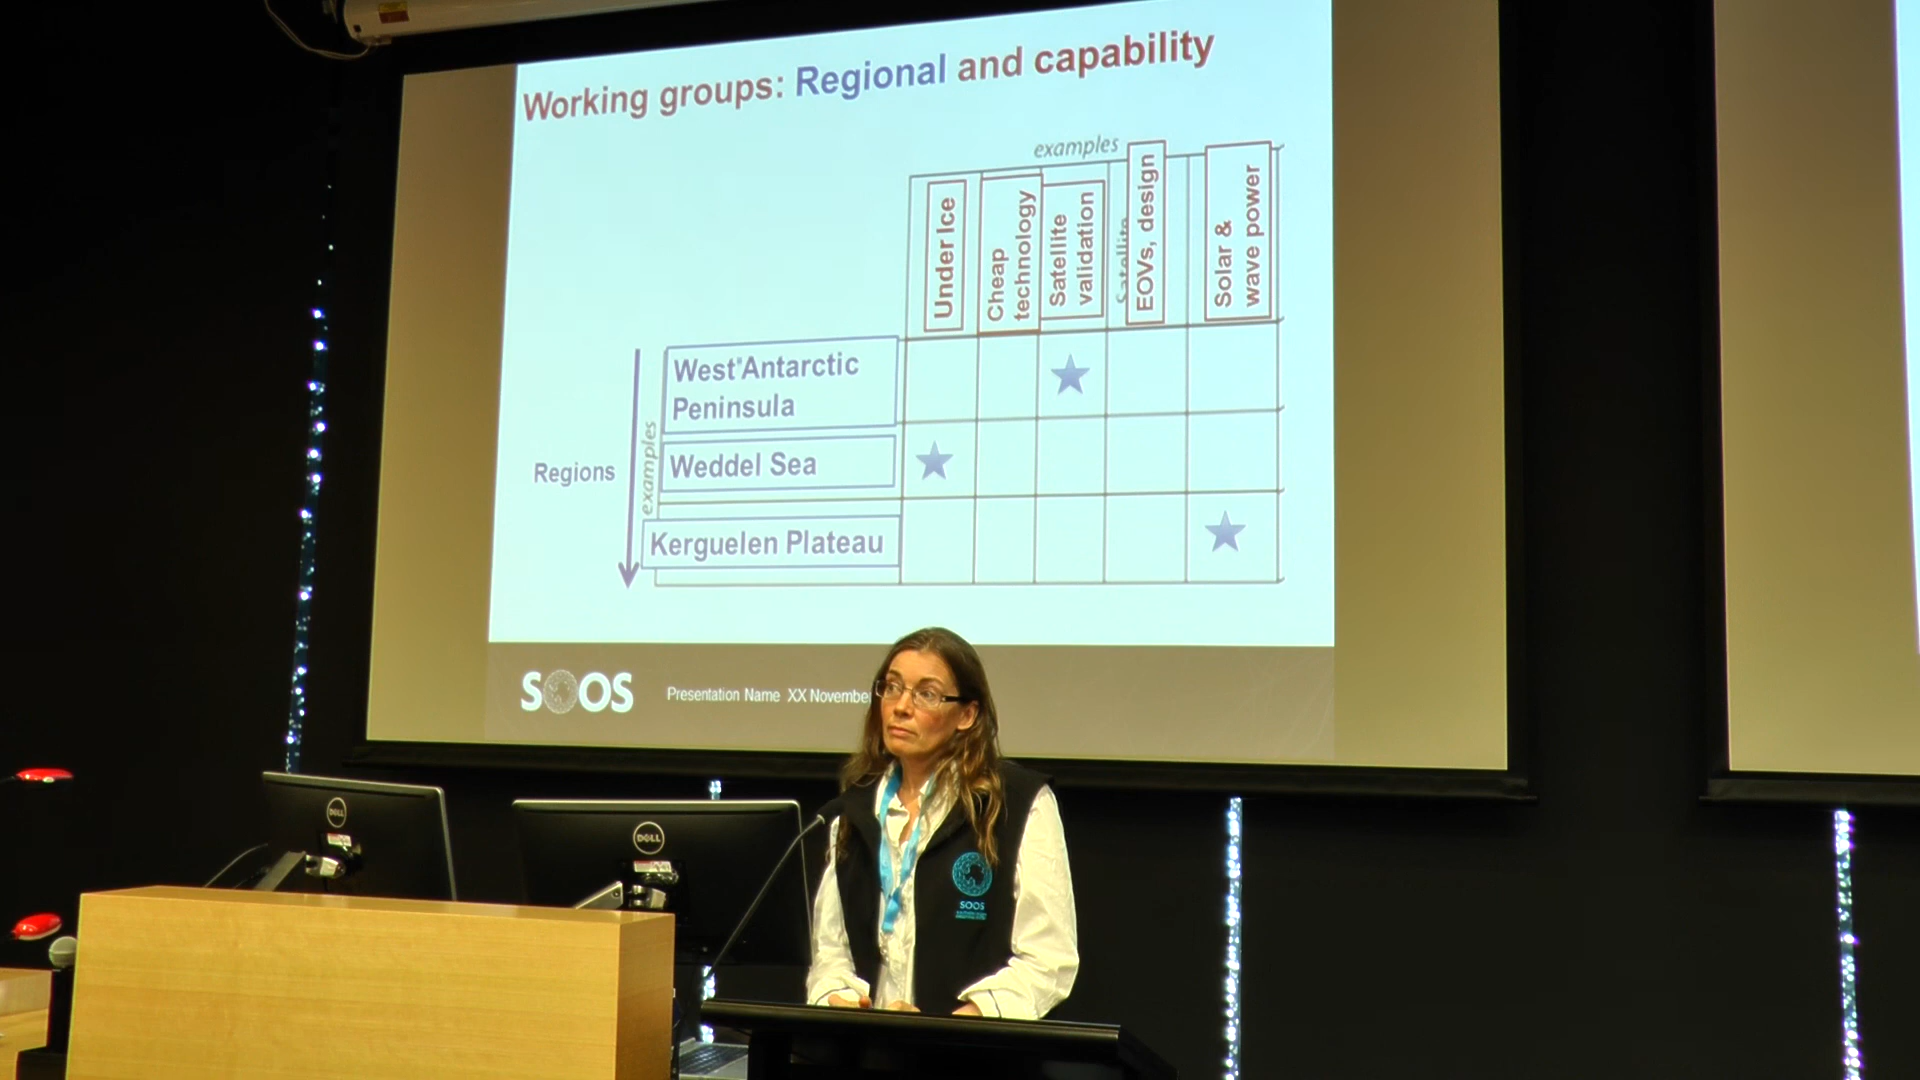 Working groups: Regional and capability
examples
Under Ice
Cheap
technology
Satellite
validation
Satellite
EOVs, design
Solar &
wave power
West Antarctic
Peninsula
Regions
examples
Weddel Sea
Kerguelen Plateau
SOOS
Presentation Name XX November
DELL
DELL
SOOS